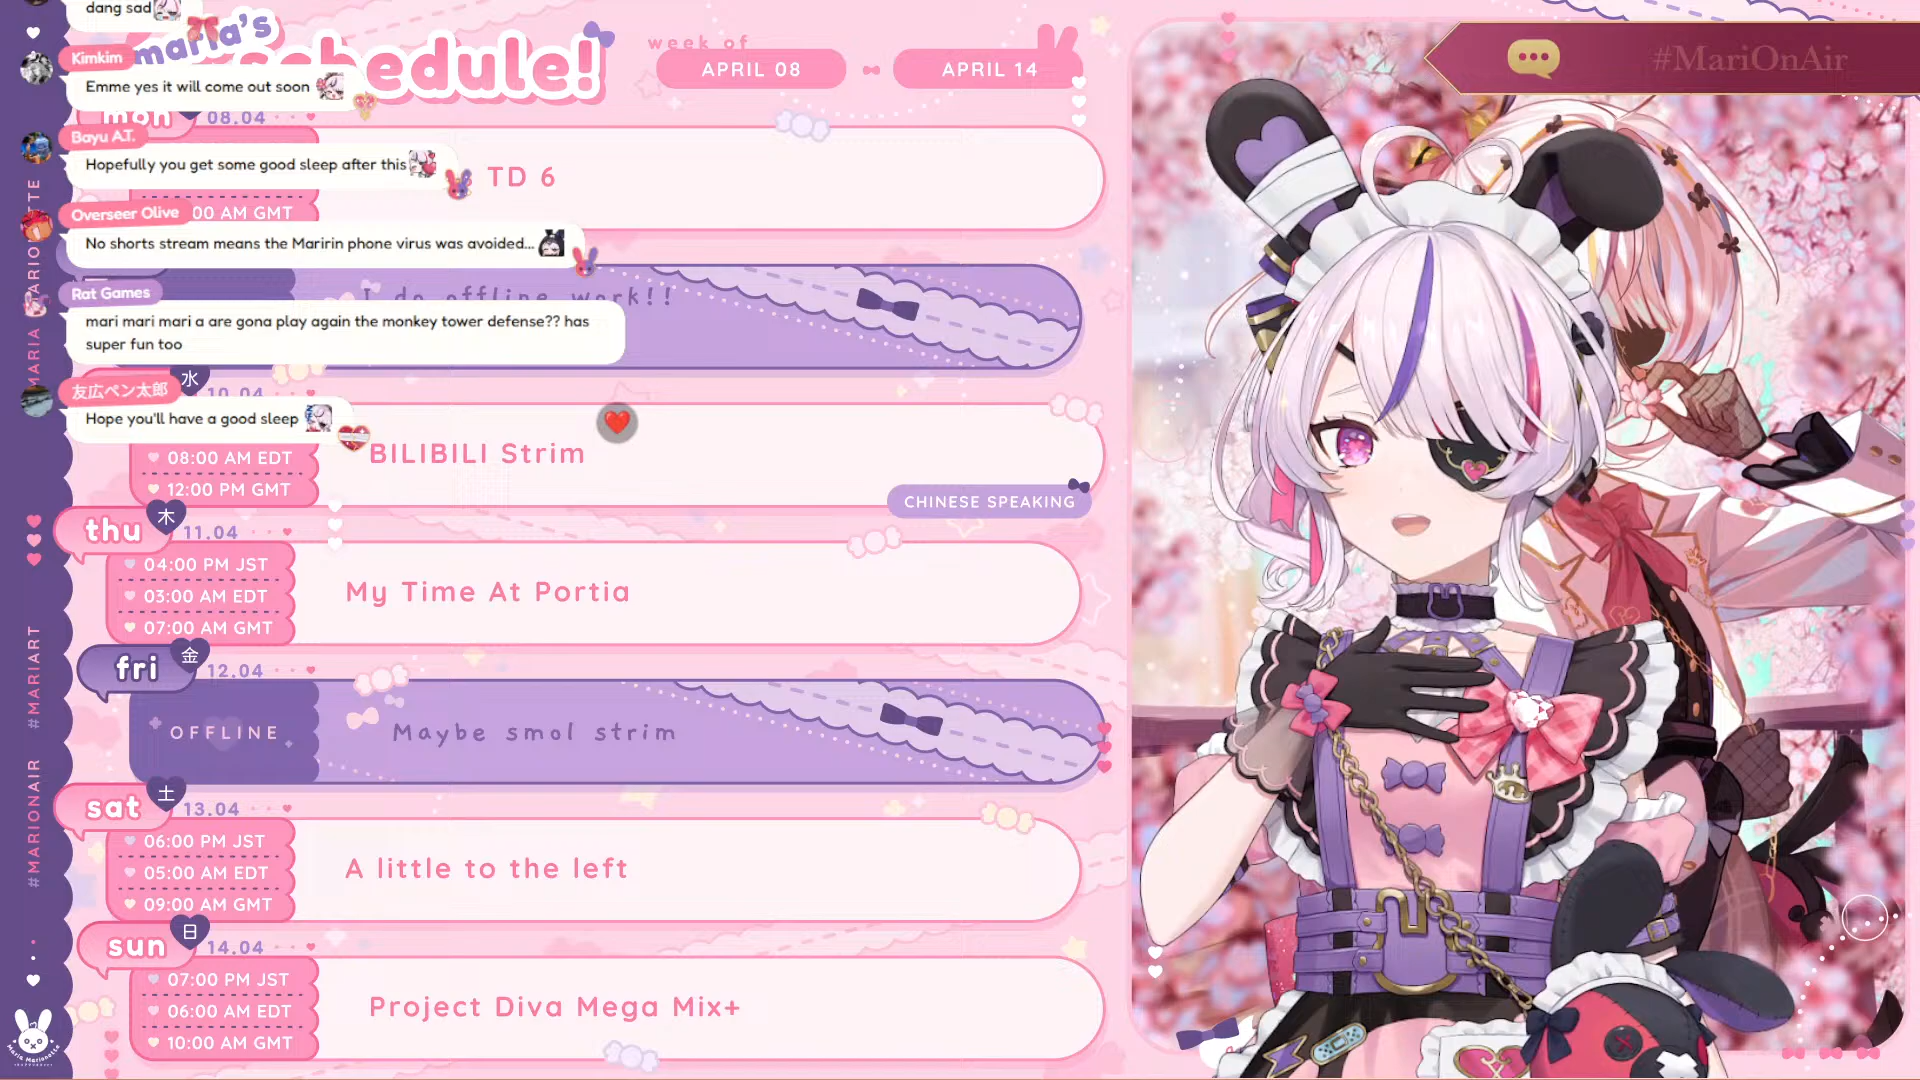 dang sad
maria's
schedule!
week of
APRIL 08
APRIL 14
#MariOnAir
Kimkim
Emme yes it will come out soon
mon
08.04
Bayu A.T.
Hopefully you get some good sleep after this
TD 6
Overseer Olive
00 AM GMT
No shorts stream means the Maririn phone virus was avoided...
Rat Games
I do offline work!!
mari mari mari a are gona play again the monkey tower defense?? has
super fun too
友広ペン太郎
水
10.04
Hope you'll have a good sleep
08:00 AM EDT
12:00 PM GMT
BILIBILI Strim
CHINESE SPEAKING
thu
木
11.04
04:00 PM JST
03:00 AM EDT
07:00 AM GMT
My Time At Portia
fri
金
12.04
OFFLINE
Maybe smol strim
sat
土
13.04
06:00 PM JST
05:00 AM EDT
09:00 AM GMT
A little to the left
sun
日
14.04
07:00 PM JST
06:00 AM EDT
10:00 AM GMT
Project Diva Mega Mix+
#MARIONAIR
#MARIART
MARIA